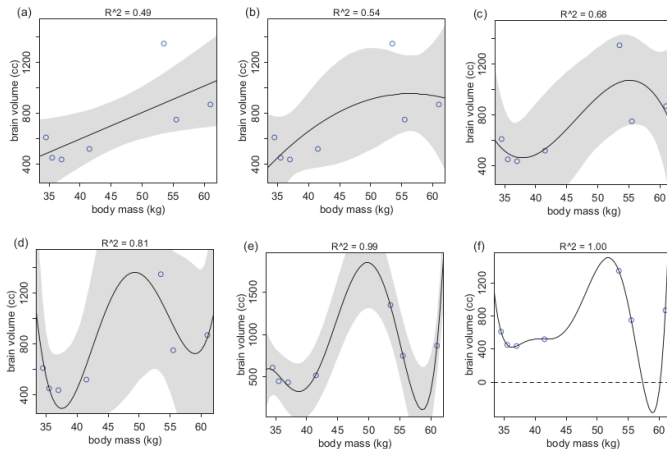 (a) R^2 = 0.49
brain volume (cc)
1200
800
400
35 40 45 50 55 60
body mass (kg)
(b) R^2 = 0.54
brain volume (cc)
1200
800
400
35 40 45 50 55 60
body mass (kg)
(c) R^2 = 0.68
brain volume (cc)
1200
800
400
35 40 45 50 55 60
body mass (kg)
(d) R^2 = 0.81
brain volume (cc)
1200
800
400
35 40 45 50 55 60
body mass (kg)
(e) R^2 = 0.99
brain volume (cc)
1500
500
35 40 45 50 55 60
body mass (kg)
(f) R^2 = 1.00
brain volume (cc)
1200
400
0
35 40 45 50 55 60
body mass (kg)